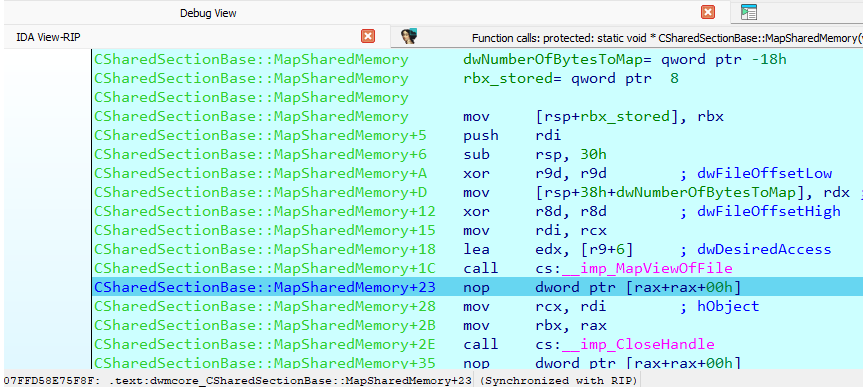 Debug View
IDA View-RIP
Function calls: protected: static void * CSharedSectionBase::MapSharedMemory(v
CSharedSectionBase::MapSharedMemory dwNumberOfBytesToMap= qword ptr -18h
CSharedSectionBase::MapSharedMemory rbx_stored= qword ptr  8
CSharedSectionBase::MapSharedMemory
CSharedSectionBase::MapSharedMemory mov [rsp+rbx_stored], rbx
CSharedSectionBase::MapSharedMemory+5 push rdi
CSharedSectionBase::MapSharedMemory+6 sub rsp, 30h
CSharedSectionBase::MapSharedMemory+A xor r9d, r9d ; dwFileOffsetLow
CSharedSectionBase::MapSharedMemory+D mov [rsp+38h+dwNumberOfBytesToMap], rdx ;
CSharedSectionBase::MapSharedMemory+12 xor r8d, r8d ; dwFileOffsetHigh
CSharedSectionBase::MapSharedMemory+15 mov rdi, rcx
CSharedSectionBase::MapSharedMemory+18 lea edx, [r9+6] ; dwDesiredAccess
CSharedSectionBase::MapSharedMemory+1C call cs:__imp_MapViewOfFile
CSharedSectionBase::MapSharedMemory+23 nop dword ptr [rax+rax+00h]
CSharedSectionBase::MapSharedMemory+28 mov rcx, rdi ; hObject
CSharedSectionBase::MapSharedMemory+2B mov rbx, rax
CSharedSectionBase::MapSharedMemory+2E call cs:__imp_CloseHandle
CSharedSectionBase::MapSharedMemory+35 nop dword ptr [rax+rax+00h]
07FFD58E75F8F: .text:dwmcore_CSharedSectionBase::MapSharedMemory+23 (Synchronized with RIP)